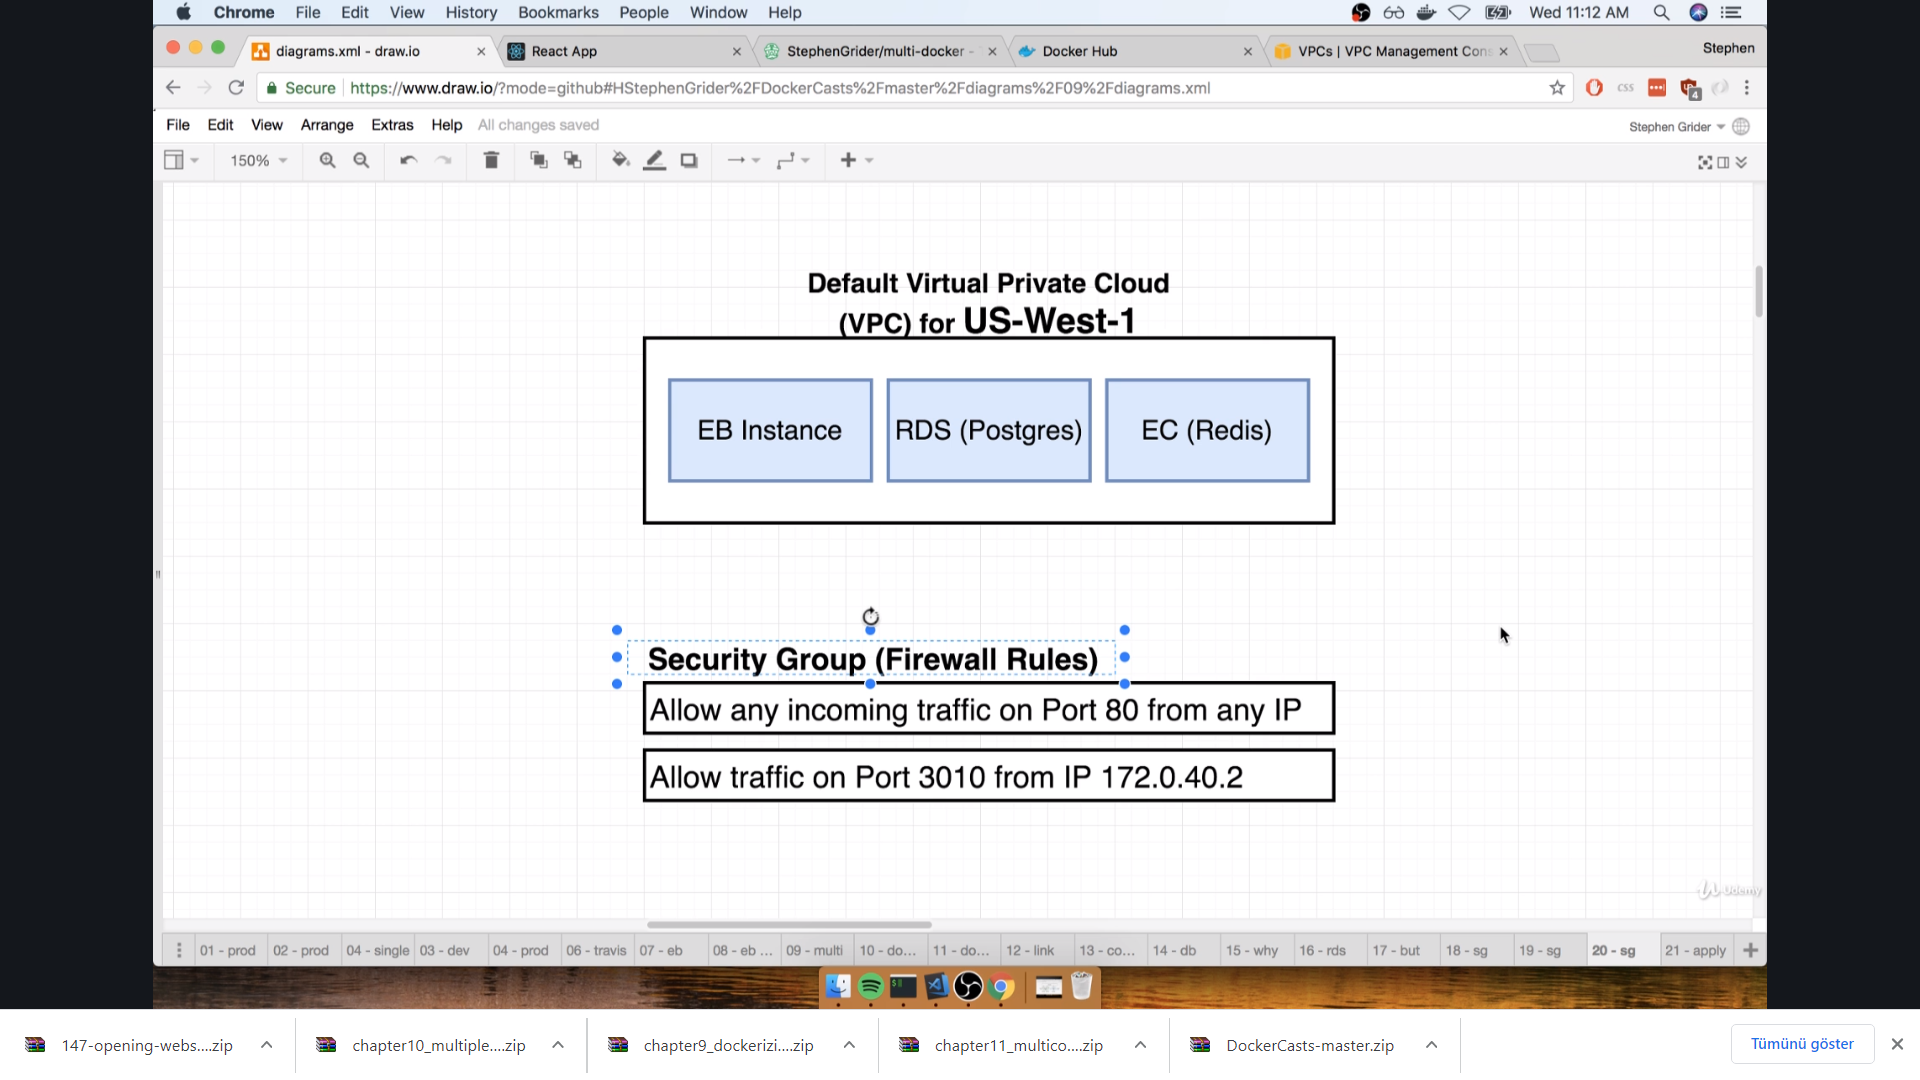 Chrome File Edit View History Bookmarks People Window Help Wed 11:12 AM
diagrams.xml - draw.io React App StephenGrider/multi-docker - Docker Hub VPCs | VPC Management Cons Stephen
Secure https://www.draw.io/?mode=github#HStephenGrider%2FDockerCasts%2Fmaster%2Fdiagrams%2F09%2Fdiagrams.xml css 4
File Edit View Arrange Extras Help All changes saved Stephen Grider
150%
Default Virtual Private Cloud
(VPC) for US-West-1
EB Instance RDS (Postgres) EC (Redis)
Security Group (Firewall Rules)
Allow any incoming traffic on Port 80 from any IP
Allow traffic on Port 3010 from IP 172.0.40.2
Udemy
01 - prod 02 - prod 04 - single 03 - dev 04 - prod 06 - travis 07 - eb 08 - eb ... 09 - multi 10 - do... 11 - do... 12 - link 13 - co... 14 - db 15 - why 16 - rds 17 - but 18 - sg 19 - sg 20 - sg 21 - apply
147-opening-webs....zip chapter10_multiple....zip chapter9_dockerizi....zip chapter11_multico....zip DockerCasts-master.zip Tümünü göster